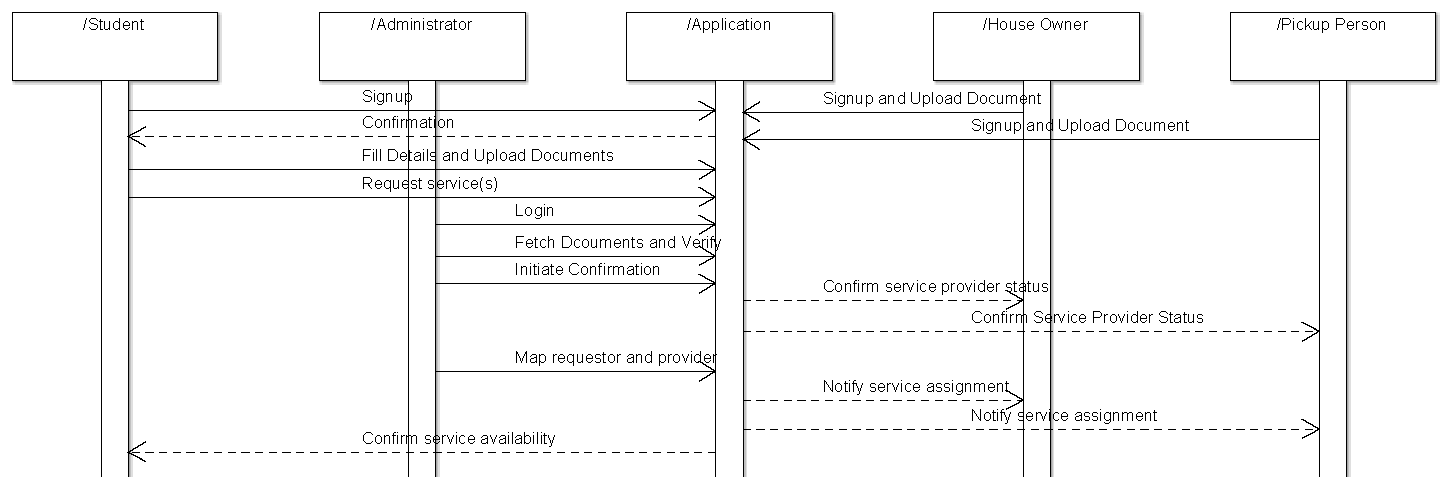 /Student
/Administrator
/Application
/House Owner
/Pickup Person
Signup
Signup and Upload Document
Confirmation
Signup and Upload Document
Fill Details and Upload Documents
Request service(s)
Login
Fetch Dcouments and Verify
Initiate Confirmation
Confirm service provider status
Confirm Service Provider Status
Map requestor and provider
Notify service assignment
Notify service assignment
Confirm service availability